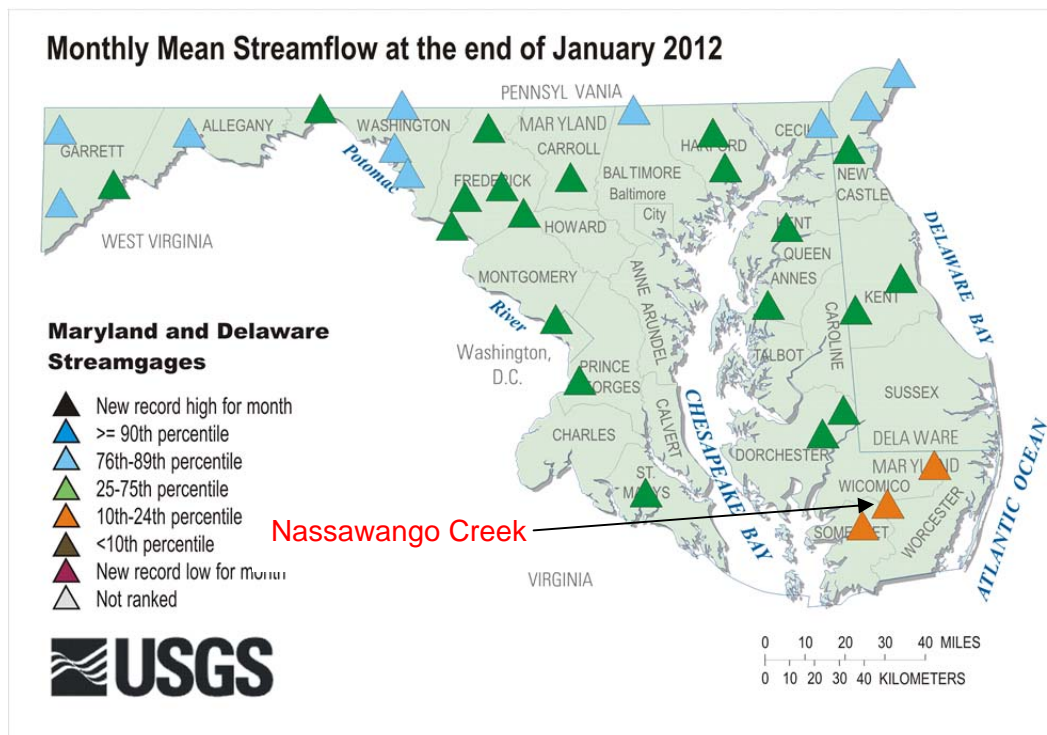 Monthly Mean Streamflow at the end of January 2012
PENNSYL VANIA
ALLEGANY
WASHINGTON
MARYLAND
CECIL
GARRETT
CARROLL
HARFORD
Potomac
FREDERICK
BALTIMORE
NEW
CASTLE
Baltimore
City
KENT
HOWARD
WEST VIRGINIA
QUEEN
ANNES
MONTGOMERY
ANNE ARUNDEL
DELAWARE BAY
KENT
River
CAROLINE
Maryland and Delaware
Streamgages
Washington,
D.C.
TALBOT
PRINCE
GEORGES
SUSSEX
New record high for month
>= 90th percentile
76th-89th percentile
25-75th percentile
10th-24th percentile
<10th percentile
New record low for month
Not ranked
CALVERT
CHESAPEAKE BAY
CHARLES
DELA WARE
DORCHESTER
MARYLAND
ST.
MARYS
WICOMICO
ATLANTIC OCEAN
Nassawango Creek
SOMERSET
WORCESTER
VIRGINIA
USGS
0 10 20 30 40 MILES
0 10 20 30 40 KILOMETERS